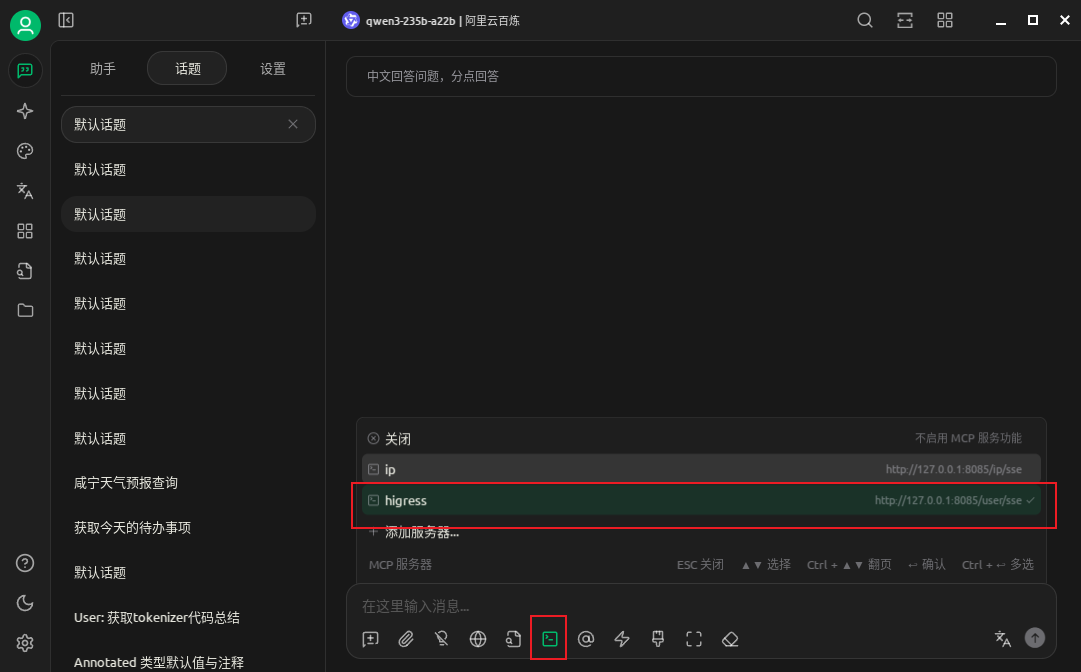 qwen3-235b-a22b | 阿里云百炼
助手
话题
设置
默认话题
默认话题
默认话题
默认话题
默认话题
默认话题
默认话题
默认话题
咸宁天气预报查询
获取今天的待办事项
默认话题
User: 获取tokenizer代码总结
Annotated 类型默认值与注释
中文回答问题，分点回答
关闭 不启用 MCP 服务功能
ip http://127.0.0.1:8085/ip/sse
higress http://127.0.0.1:8085/user/sse ✓
+ 添加服务器...
MCP 服务器 ESC 关闭 ▲▼ 选择 Ctrl + ▲▼ 翻页 ↩ 确认 Ctrl + ↩ 多选
在这里输入消息...